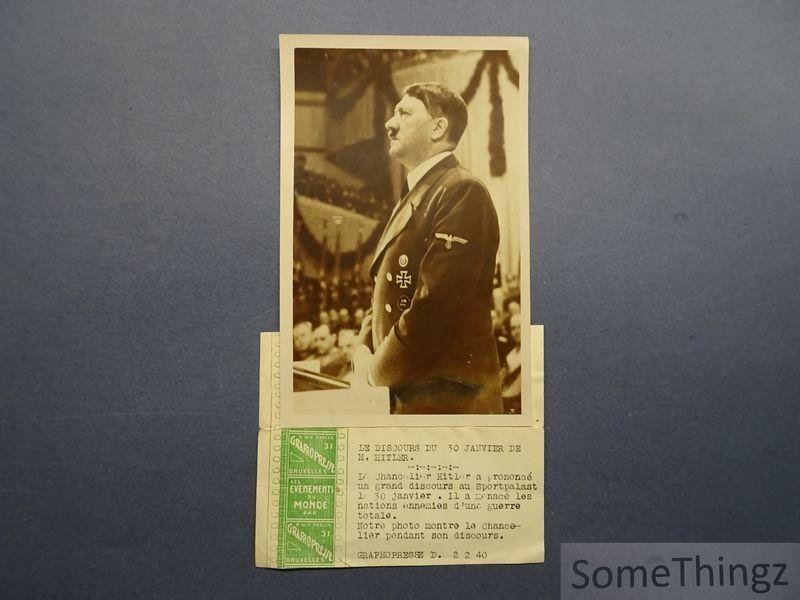 LE DISCOURS DU 30 JANVIER DE
M. HITLER.
-:-:-:-:-
Le Chancelier Hitler a prononcé
un grand discours au sportpalast
le 30 janvier . Il a menacé les
nations ennemies d'une guerre
totale.
Notre photo montre le Chance-
lier pendant son discours.
GRAPHOPRESSE D. 2 2 40
31
GRAPHOPRESSE
BRUXELLES
LES
EVENEMENTS
DU
MONDE
PAR
31
GRAPHOPRESSE
BRUXELLES
SomeThingz